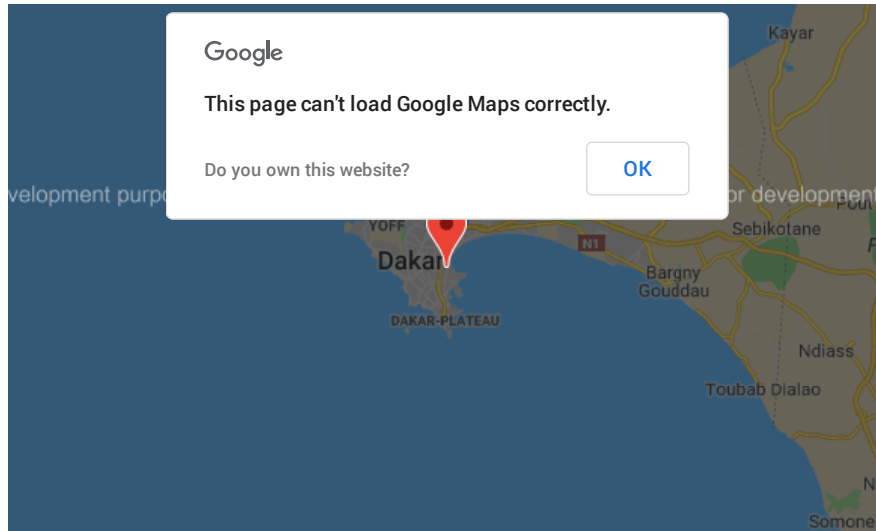 Google
This page can't load Google Maps correctly.
Do you own this website?
OK
Kayar
velopment purpo
or development
YOFF
N1
Sebikotane
Dakar
Bargny
Gouddau
DAKAR-PLATEAU
Ndiass
Toubab Dialao
N
Somone